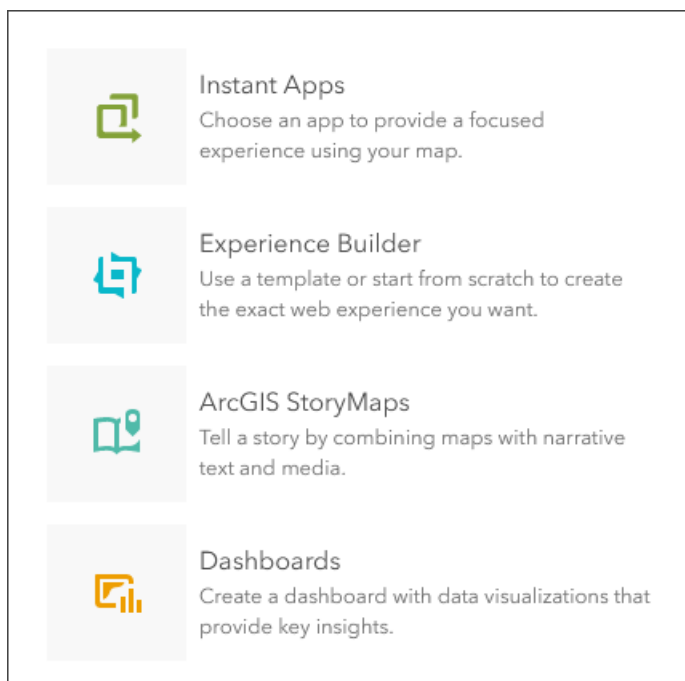 Instant Apps
Choose an app to provide a focused
experience using your map.
Experience Builder
Use a template or start from scratch to create
the exact web experience you want.
ArcGIS StoryMaps
Tell a story by combining maps with narrative
text and media.
Dashboards
Create a dashboard with data visualizations that
provide key insights.